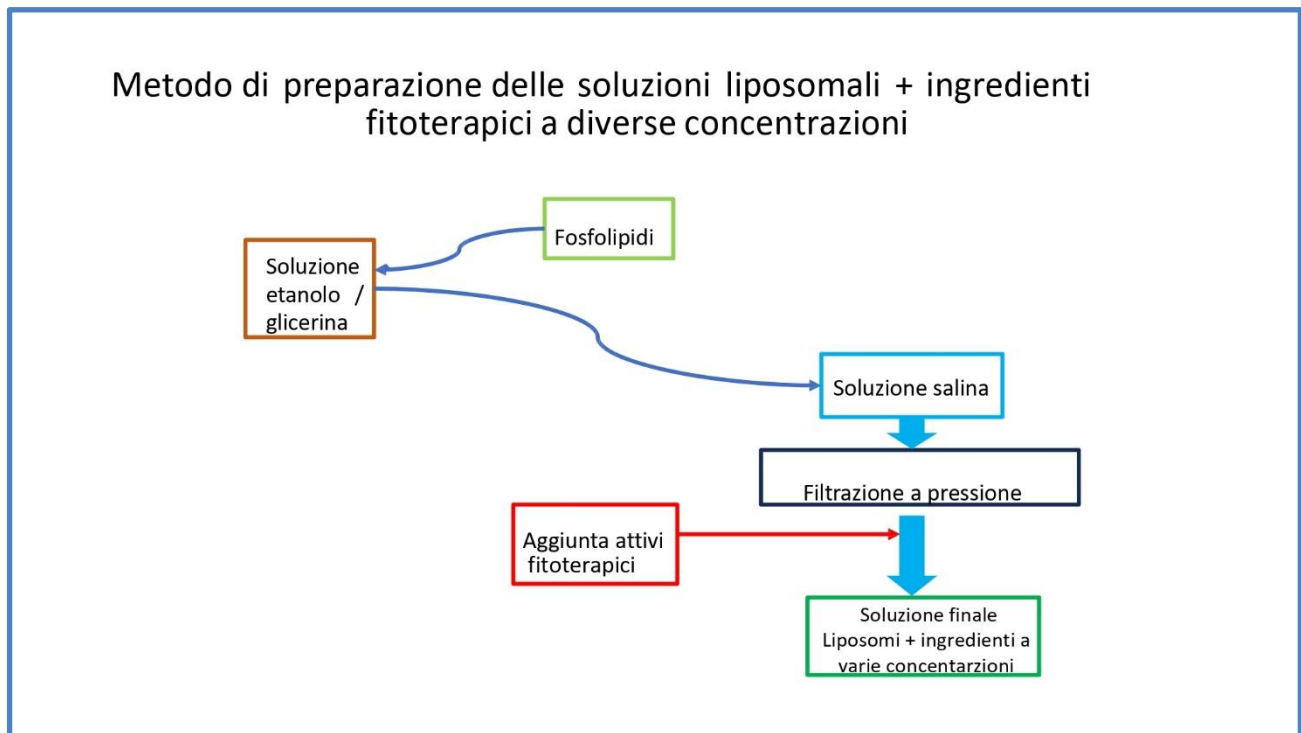 Metodo di preparazione delle soluzioni liposomali + ingredienti
fitoterapici a diverse concentrazioni
Fosfolipidi
Soluzione
etanolo /
glicerina
Soluzione salina
Filtrazione a pressione
Aggiunta attivi
fitoterapici
Soluzione finale
Liposomi + ingredienti a
varie concentarzioni